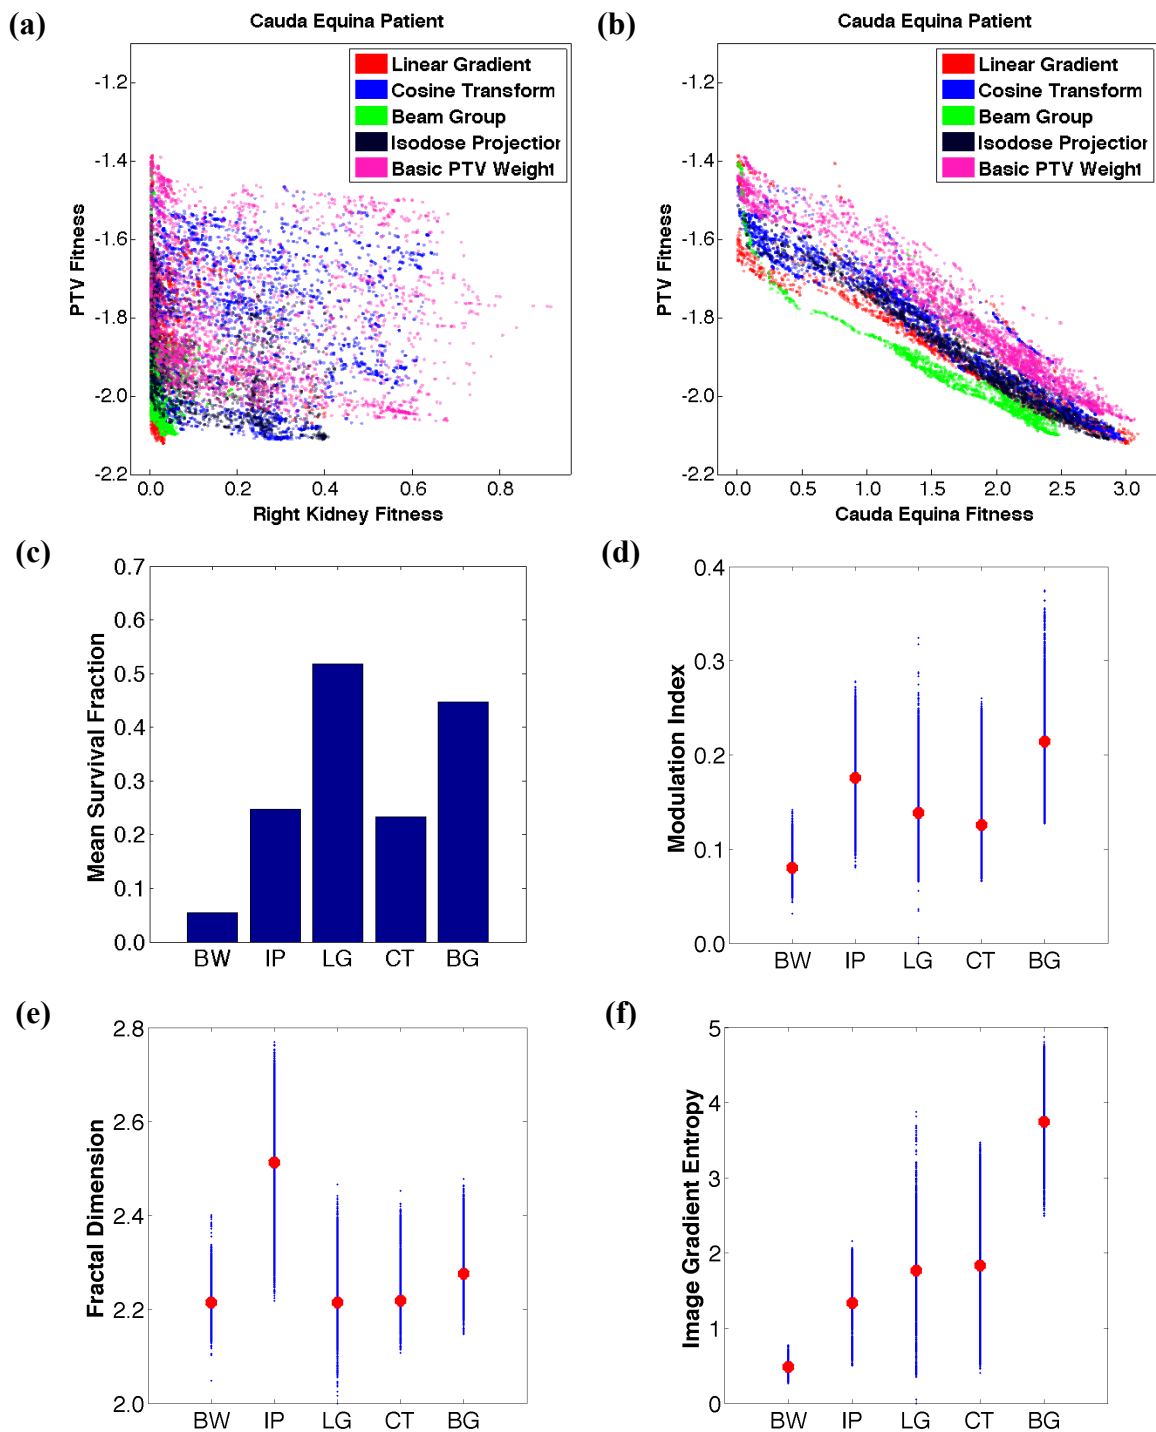 (a)
Cauda Equina Patient
Linear Gradient
Cosine Transform
Beam Group
Isodose Projection
Basic PTV Weight
PTV Fitness
-1.2
-1.4
-1.6
-1.8
-2.0
-2.2
0.0 0.2 0.4 0.6 0.8
Right Kidney Fitness
(b)
Cauda Equina Patient
Linear Gradient
Cosine Transform
Beam Group
Isodose Projection
Basic PTV Weight
PTV Fitness
-1.2
-1.4
-1.6
-1.8
-2.0
-2.2
0.0 0.5 1.0 1.5 2.0 2.5 3.0
Cauda Equina Fitness
(c)
Mean Survival Fraction
0.7
0.6
0.5
0.4
0.3
0.2
0.1
0.0
BW IP LG CT BG
(d)
Modulation Index
0.4
0.3
0.2
0.1
0.0
BW IP LG CT BG
(e)
Fractal Dimension
2.8
2.6
2.4
2.2
2.0
BW IP LG CT BG
(f)
Image Gradient Entropy
5
4
3
2
1
0
BW IP LG CT BG